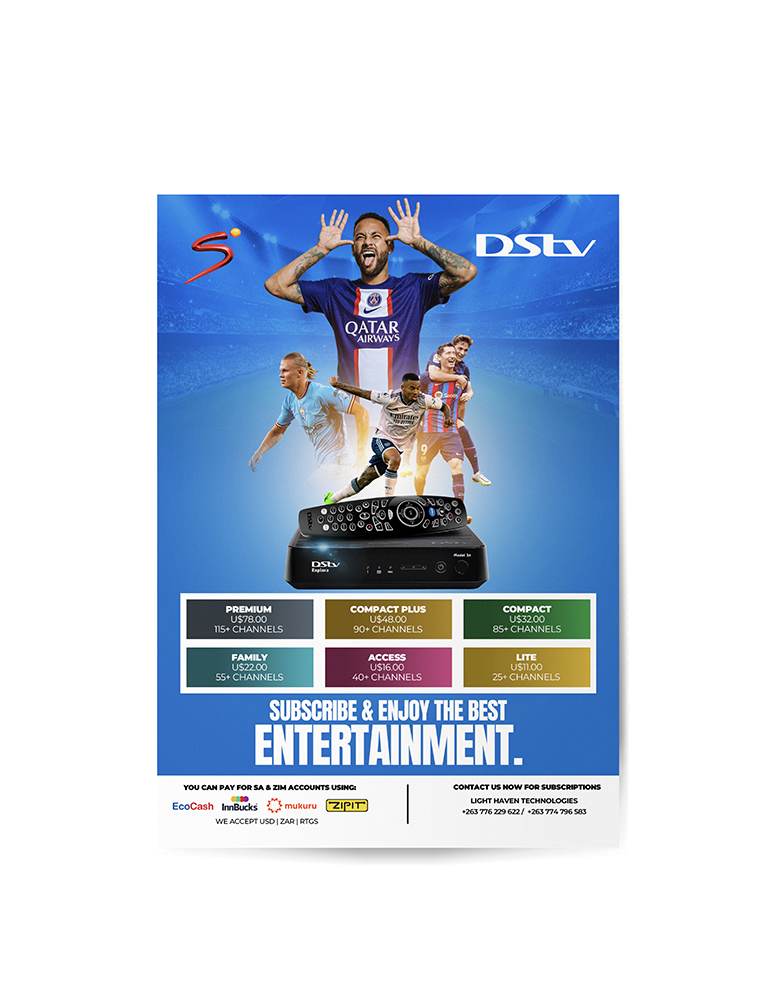 DStv
QATAR
AIRWAYS
9
DStv
Explora
Model 3A
PREMIUM
U$78.00
115+ CHANNELS
COMPACT PLUS
U$48.00
90+ CHANNELS
COMPACT
U$32.00
85+ CHANNELS
FAMILY
U$22.00
55+ CHANNELS
ACCESS
U$16.00
40+ CHANNELS
LITE
U$11.00
25+ CHANNELS
SUBSCRIBE & ENJOY THE BEST
ENTERTAINMENT.
YOU CAN PAY FOR SA & ZIM ACCOUNTS USING:
EcoCash InnBucks mukuru ZIPIT
WE ACCEPT USD | ZAR | RTGS
CONTACT US NOW FOR SUBSCRIPTIONS
LIGHT HAVEN TECHNOLOGIES
+263 776 229 622 / +263 774 796 583